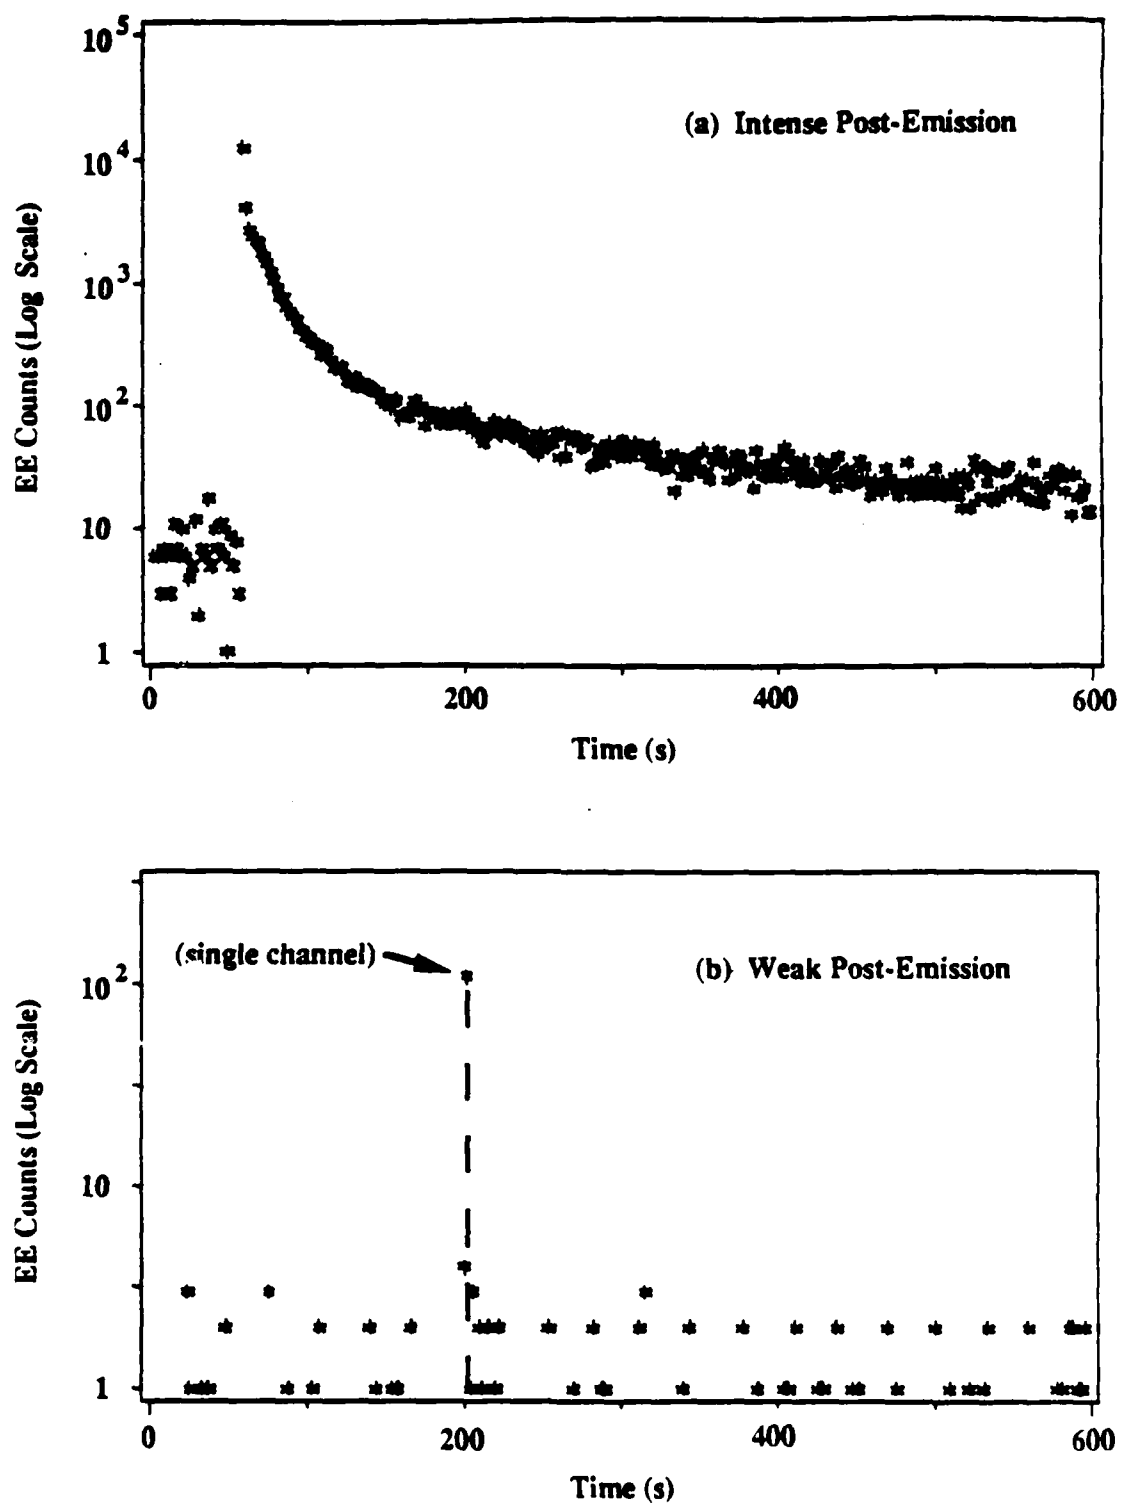 (a) Intense Post-Emission
EE Counts (Log Scale)
10^5
10^4
10^3
10^2
10
1
0 200 400 600
Time (s)
(b) Weak Post-Emission
(single channel)
EE Counts (Log Scale)
10^2
10
1
0 200 400 600
Time (s)